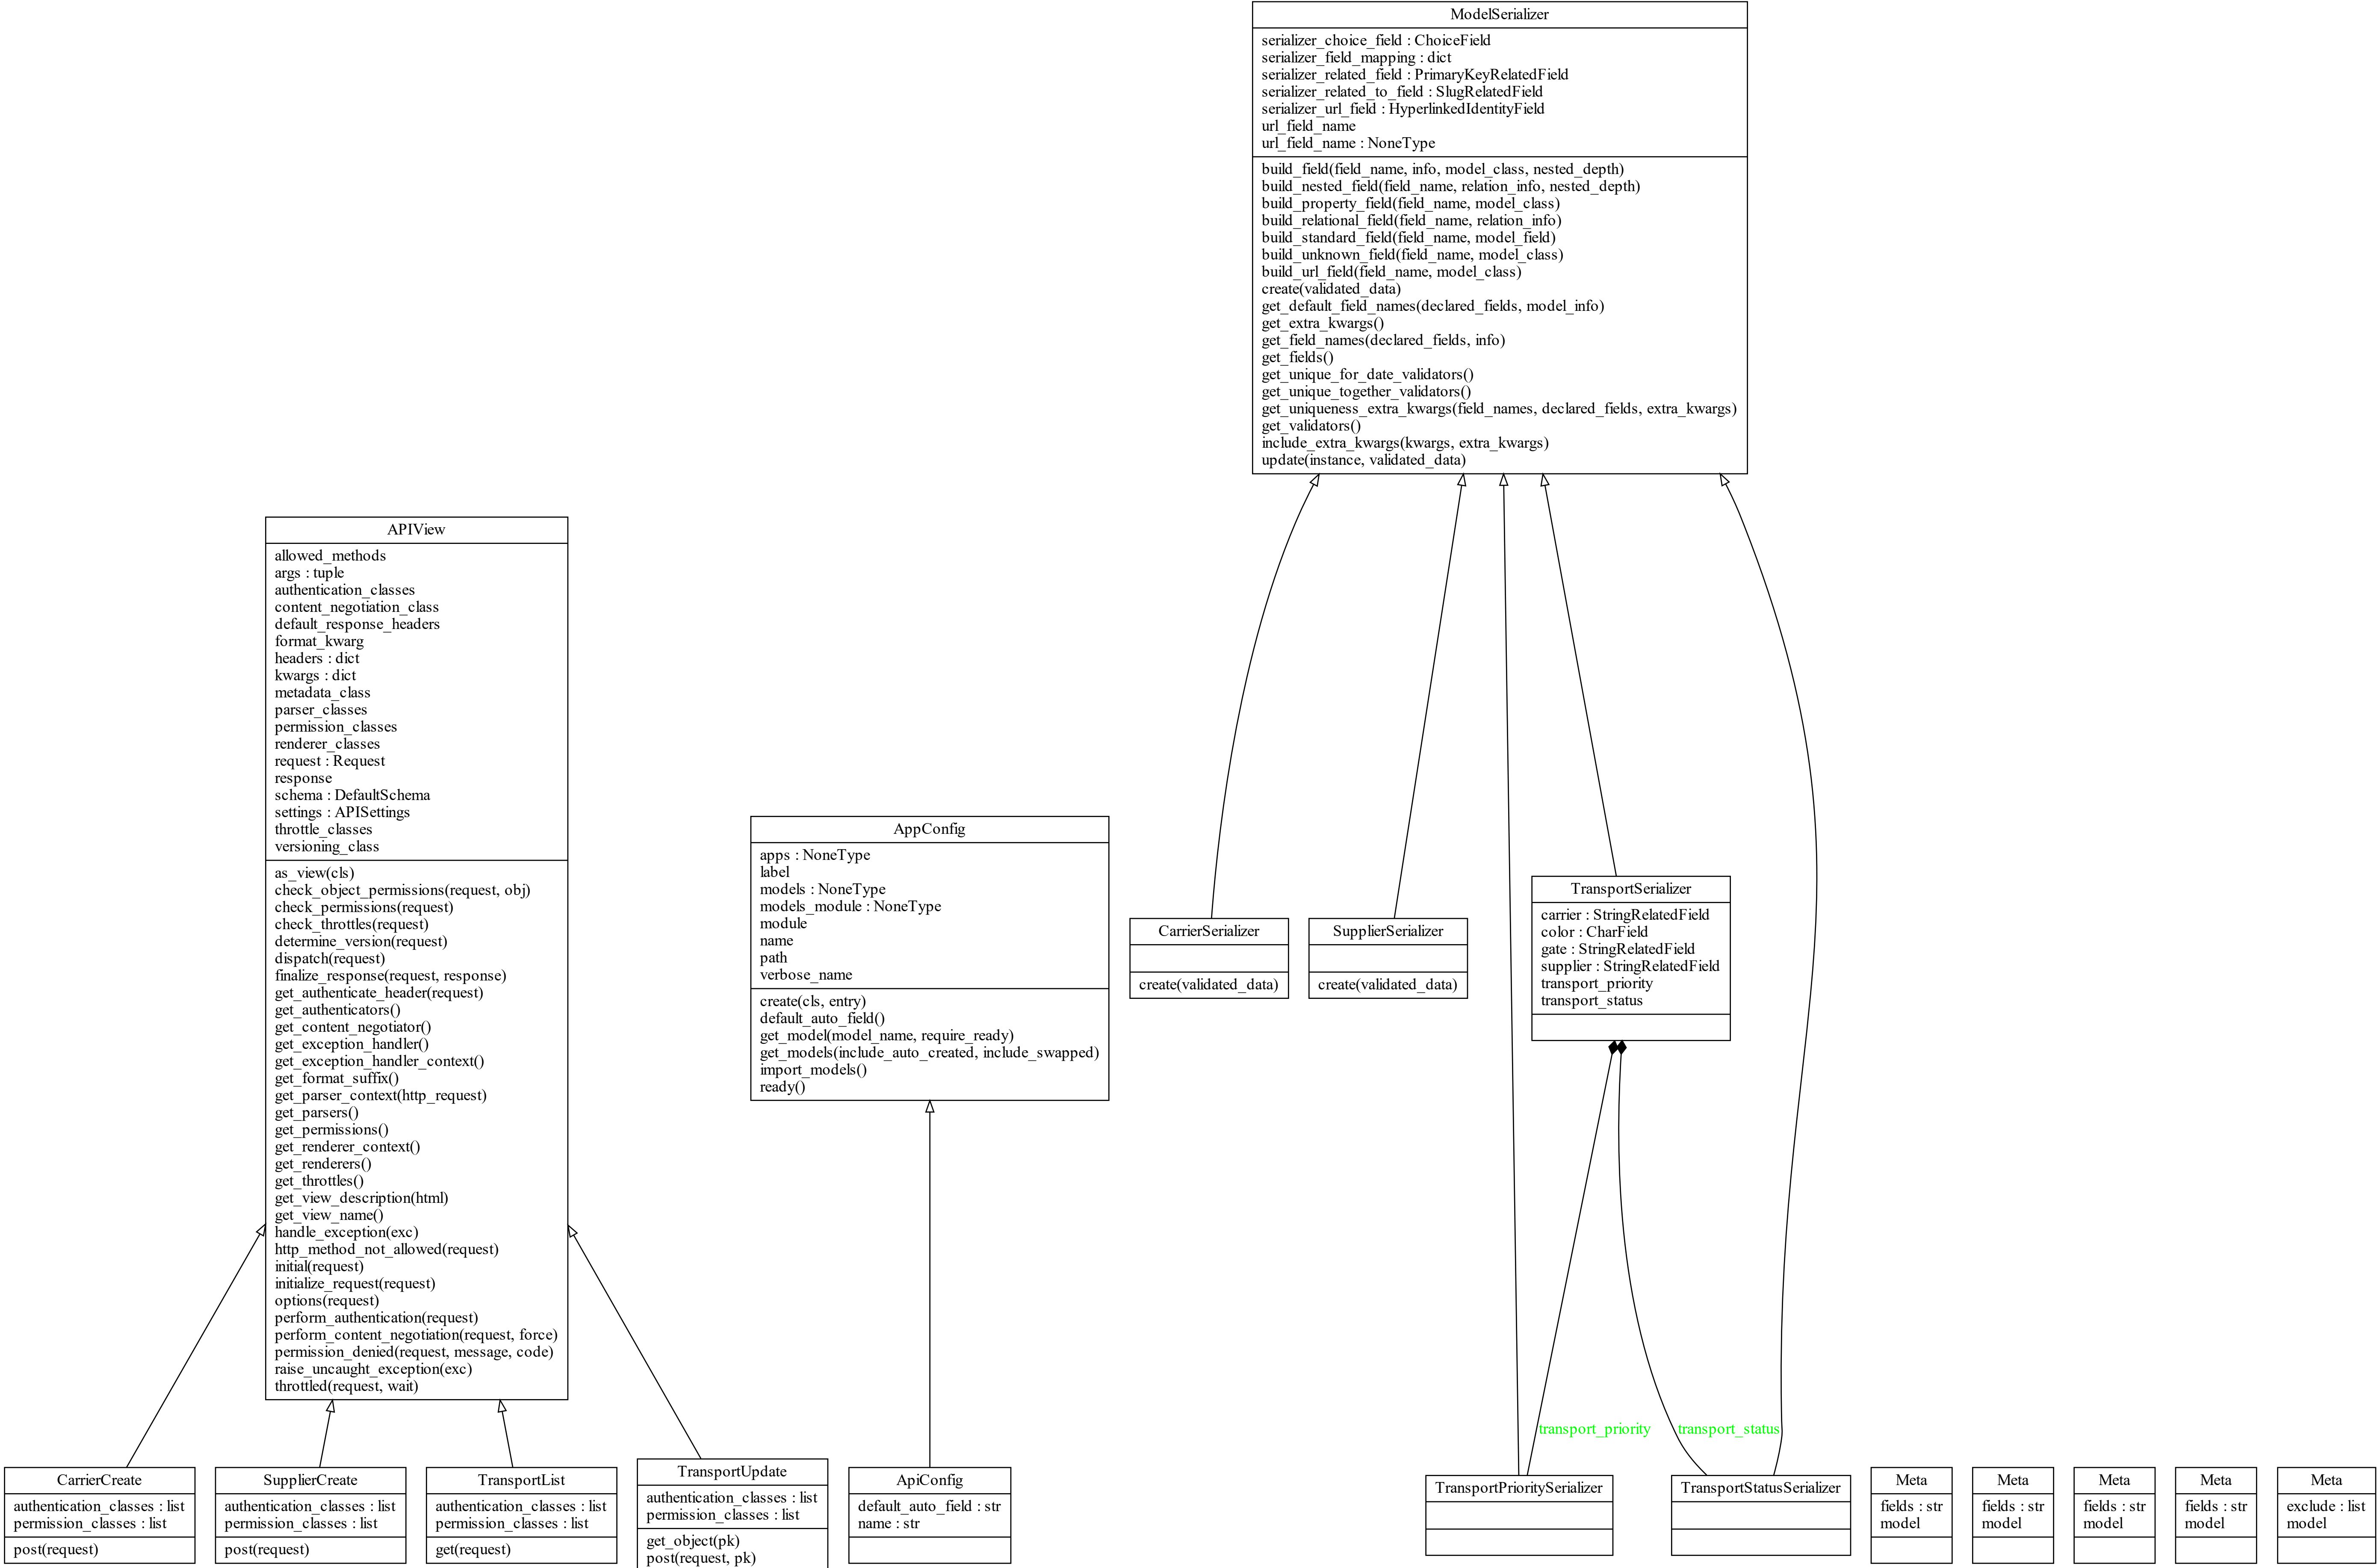 ModelSerializer
serializer_choice_field : ChoiceField
serializer_field_mapping : dict
serializer_related_field : PrimaryKeyRelatedField
serializer_related_to_field : SlugRelatedField
serializer_url_field : HyperlinkedIdentityField
url_field_name
url_field_name : NoneType
build_field(field_name, info, model_class, nested_depth)
build_nested_field(field_name, relation_info, nested_depth)
build_property_field(field_name, model_class)
build_relational_field(field_name, relation_info)
build_standard_field(field_name, model_field)
build_unknown_field(field_name, model_class)
build_url_field(field_name, model_class)
create(validated_data)
get_default_field_names(declared_fields, model_info)
get_extra_kwargs()
get_field_names(declared_fields, info)
get_fields()
get_unique_for_date_validators()
get_unique_together_validators()
get_uniqueness_extra_kwargs(field_names, declared_fields, extra_kwargs)
get_validators()
include_extra_kwargs(kwargs, extra_kwargs)
update(instance, validated_data)
APIView
allowed_methods
args : tuple
authentication_classes
content_negotiation_class
default_response_headers
format_kwarg
headers : dict
kwargs : dict
metadata_class
parser_classes
permission_classes
renderer_classes
request : Request
response
schema : DefaultSchema
settings : APISettings
throttle_classes
versioning_class
as_view(cls)
check_object_permissions(request, obj)
check_permissions(request)
check_throttles(request)
determine_version(request)
dispatch(request)
finalize_response(request, response)
get_authenticate_header(request)
get_authenticators()
get_content_negotiator()
get_exception_handler()
get_exception_handler_context()
get_format_suffix()
get_parser_context(http_request)
get_parsers()
get_permissions()
get_renderer_context()
get_renderers()
get_throttles()
get_view_description(html)
get_view_name()
handle_exception(exc)
http_method_not_allowed(request)
initial(request)
initialize_request(request)
options(request)
perform_authentication(request)
perform_content_negotiation(request, force)
permission_denied(request, message, code)
raise_uncaught_exception(exc)
throttled(request, wait)
AppConfig
apps : NoneType
label
models : NoneType
models_module : NoneType
module
name
path
verbose_name
create(cls, entry)
default_auto_field()
get_model(model_name, require_ready)
get_models(include_auto_created, include_swapped)
import_models()
ready()
CarrierSerializer
create(validated_data)
SupplierSerializer
create(validated_data)
TransportSerializer
carrier : StringRelatedField
color : CharField
gate : StringRelatedField
supplier : StringRelatedField
transport_priority
transport_status
transport_priority
transport_status
CarrierCreate
authentication_classes : list
permission_classes : list
post(request)
SupplierCreate
authentication_classes : list
permission_classes : list
post(request)
TransportList
authentication_classes : list
permission_classes : list
get(request)
TransportUpdate
authentication_classes : list
permission_classes : list
get_object(pk)
post(request, pk)
ApiConfig
default_auto_field : str
name : str
TransportPrioritySerializer
TransportStatusSerializer
Meta
fields : str
model
Meta
fields : str
model
Meta
fields : str
model
Meta
fields : str
model
Meta
exclude : list
model